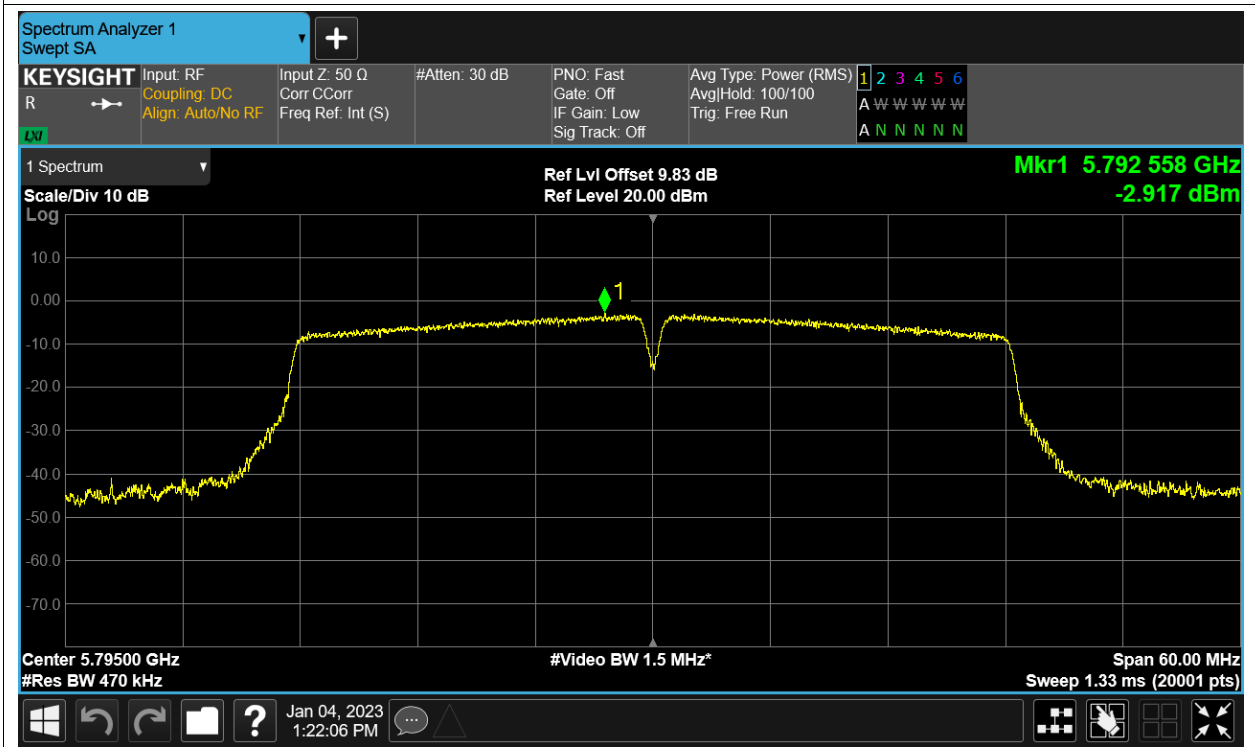 Spectrum Analyzer 1
Swept SA
+
KEYSIGHT
R
LXI
Input: RF
Coupling: DC
Align: Auto/No RF
Input Z: 50 Ω
Corr CCorr
Freq Ref: Int (S)
#Atten: 30 dB
PNO: Fast
Gate: Off
IF Gain: Low
Sig Track: Off
Avg Type: Power (RMS)
Avg|Hold: 100/100
Trig: Free Run
1 2 3 4 5 6
A W W W W W
A N N N N N
1 Spectrum
Scale/Div 10 dB
Log
Ref Lvl Offset 9.83 dB
Ref Level 20.00 dBm
Mkr1 5.792 558 GHz
-2.917 dBm
10.0
0.00
-10.0
-20.0
-30.0
-40.0
-50.0
-60.0
-70.0
1
Center 5.79500 GHz
#Res BW 470 kHz
#Video BW 1.5 MHz*
Span 60.00 MHz
Sweep 1.33 ms (20001 pts)
?
Jan 04, 2023
1:22:06 PM